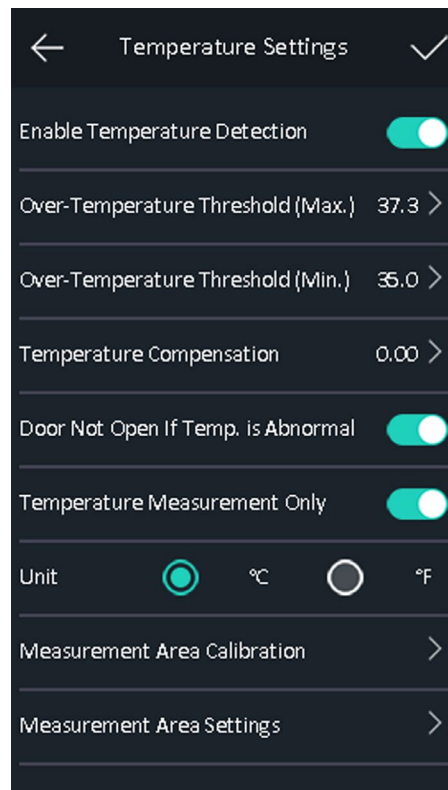 Temperature Settings
Enable Temperature Detection
Over-Temperature Threshold (Max.) 37.3
Over-Temperature Threshold (Min.) 35.0
Temperature Compensation 0.00
Door Not Open If Temp. is Abnormal
Temperature Measurement Only
Unit °C °F
Measurement Area Calibration
Measurement Area Settings